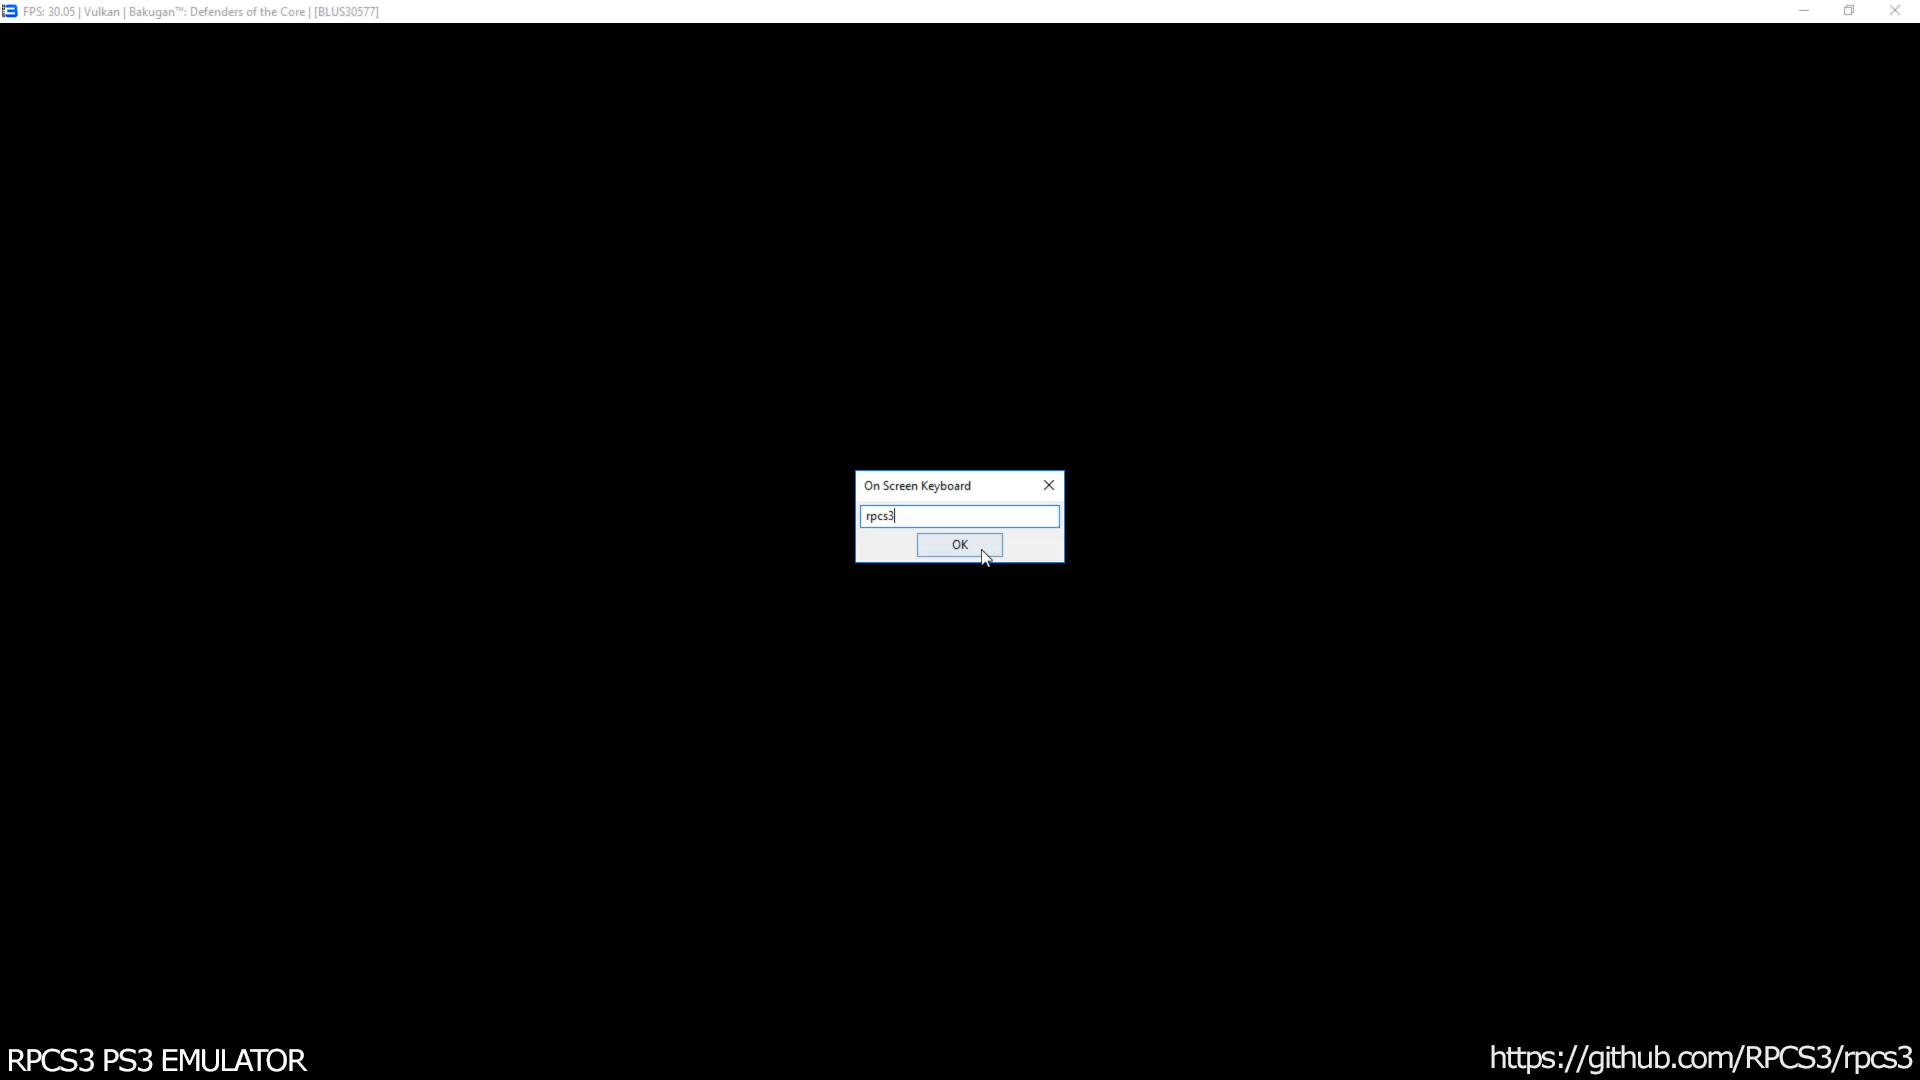 FPS: 30.05 | Vulkan | Bakugan™: Defenders of the Core | [BLUS30577]
On Screen Keyboard
rpcs3
OK
RPCS3 PS3 EMULATOR
https://github.com/RPCS3/rpcs3